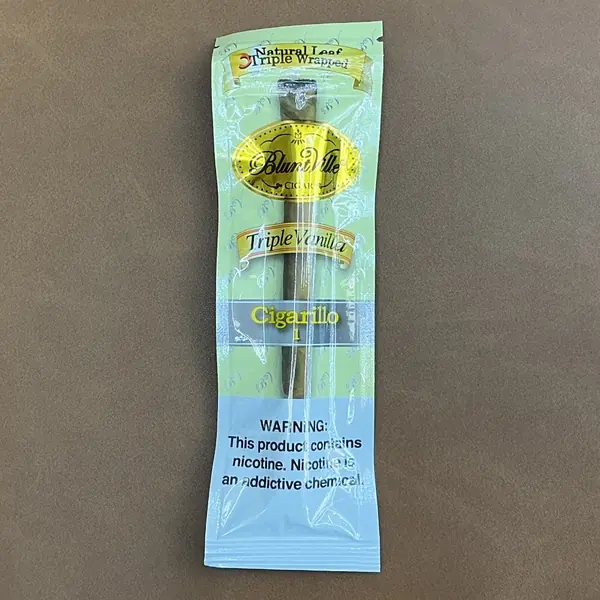 Natural Leaf
Triple Wrapped
BluntVille
CIGARS
Triple Vanilla
Cigarillo
1
WARNING:
This product contains
nicotine. Nicotine is
an addictive chemical.